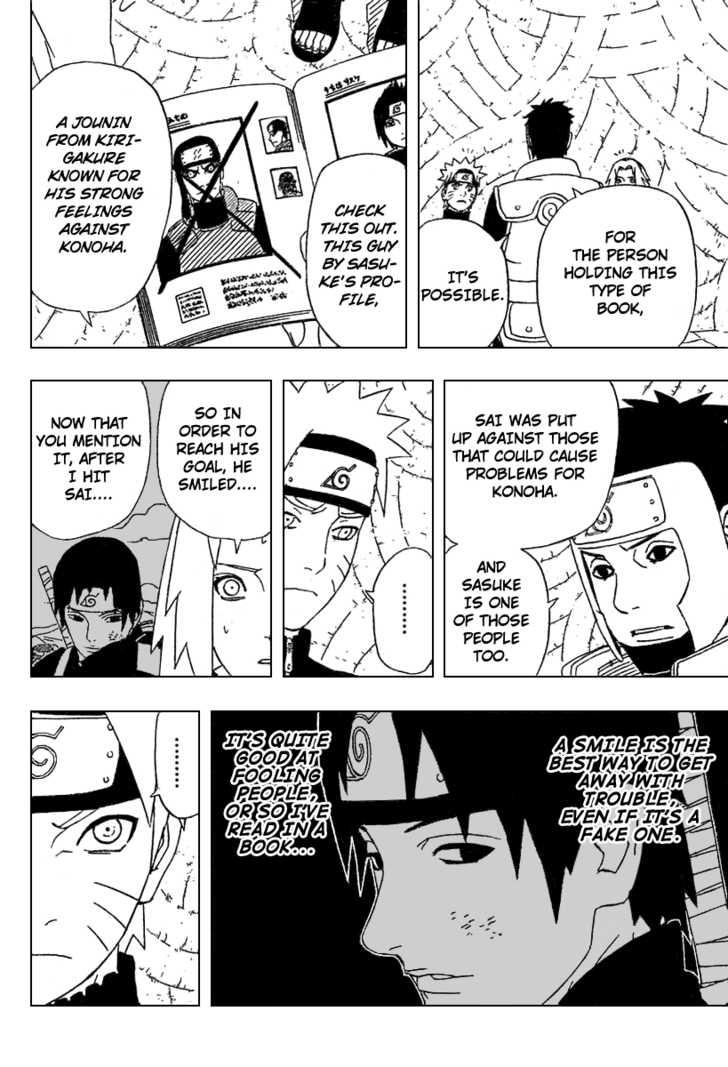 FOR
THE PERSON
HOLDING THIS
TYPE OF
BOOK,
IT'S
POSSIBLE.
CHECK
THIS OUT.
THIS GUY
BY SASU-
KE'S PRO-
FILE,
A JOUNIN
FROM KIRI-
GAKURE
KNOWN FOR
HIS STRONG
FEELINGS
AGAINST
KONOHA.
SAI WAS PUT
UP AGAINST THOSE
THAT COULD CAUSE
PROBLEMS FOR
KONOHA.
AND
SASUKE
IS ONE
OF THOSE
PEOPLE
TOO.
.........
SO IN
ORDER TO
REACH HIS
GOAL, HE
SMILED....
NOW THAT
YOU MENTION
IT, AFTER
I HIT
SAI....
A SMILE IS THE
BEST WAY TO GET
AWAY WITH
TROUBLE,
EVEN IF IT'S A
FAKE ONE.
IT'S QUITE
GOOD AT
FOOLING
PEOPLE,
OR SO I'VE
READ IN A
BOOK...
.........